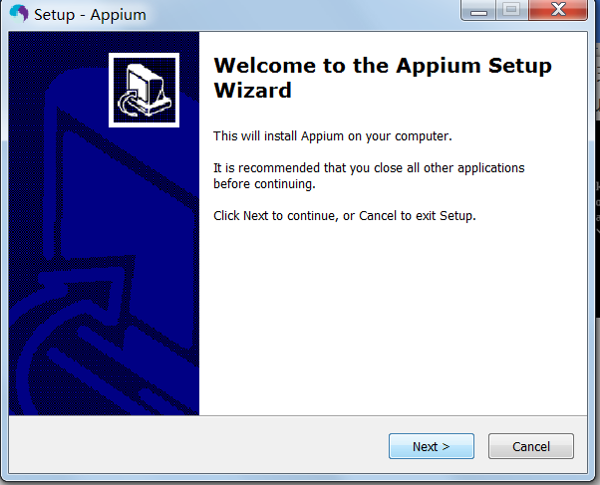 Setup - Appium
Welcome to the Appium Setup
Wizard
This will install Appium on your computer.
It is recommended that you close all other applications
before continuing.
Click Next to continue, or Cancel to exit Setup.
Next >
Cancel